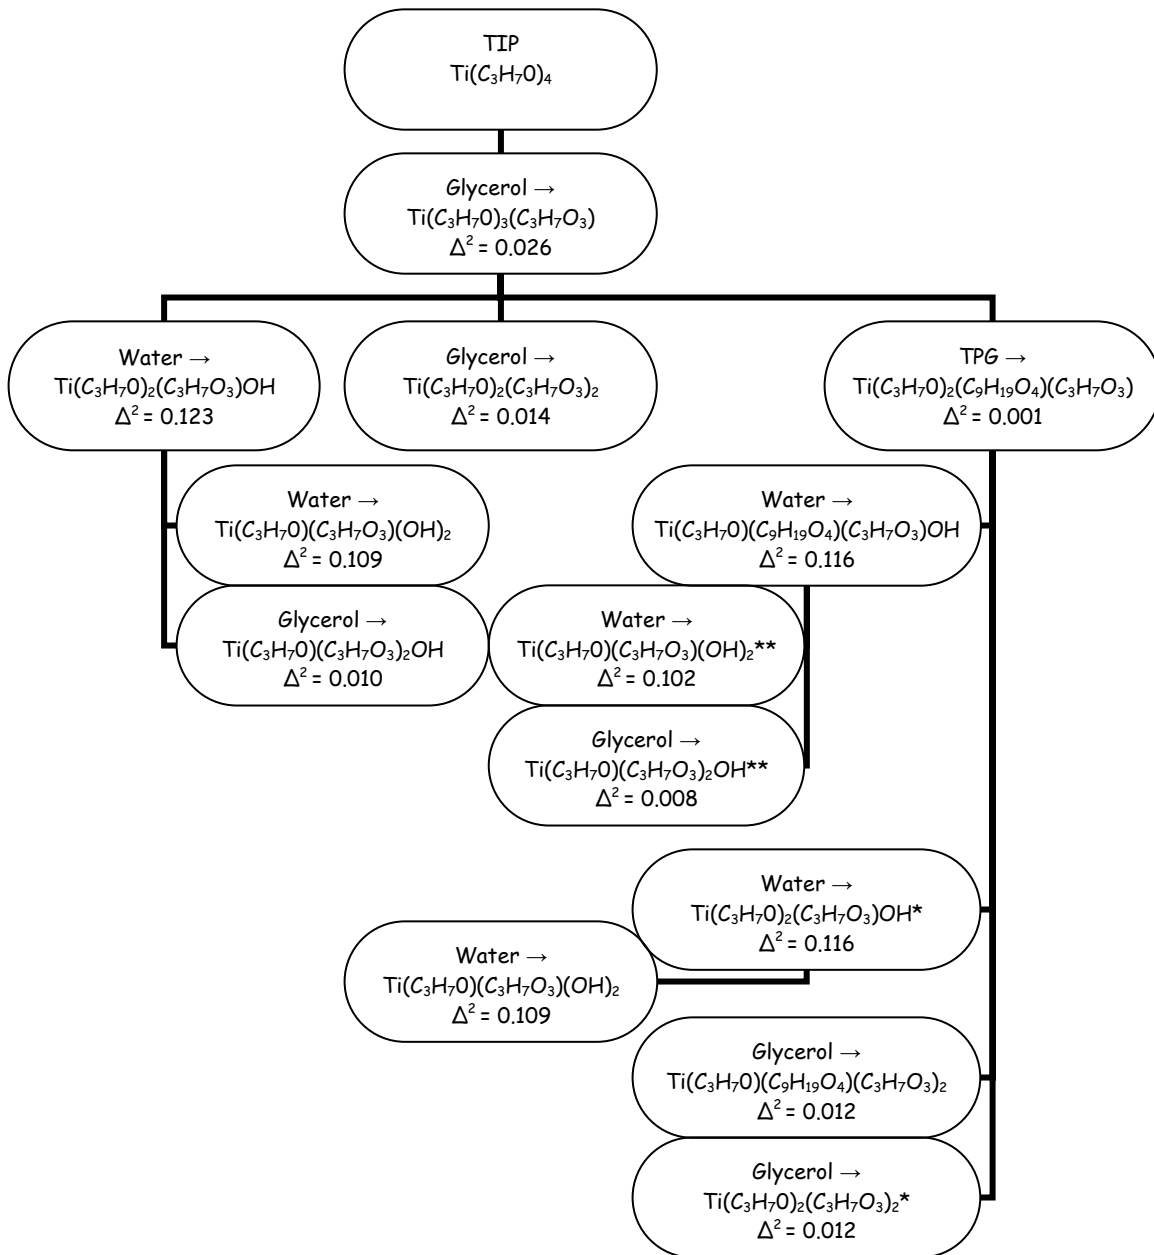 TIP
Ti(C₃H₇0)₄
Glycerol →
Ti(C₃H₇0)₃(C₃H₇O₃)
Δ² = 0.026
Water →
Ti(C₃H₇0)₂(C₃H₇O₃)OH
Δ² = 0.123
Glycerol →
Ti(C₃H₇0)₂(C₃H₇O₃)₂
Δ² = 0.014
TPG →
Ti(C₃H₇0)₂(C₉H₁₉O₄)(C₃H₇O₃)
Δ² = 0.001
Water →
Ti(C₃H₇0)(C₃H₇O₃)(OH)₂
Δ² = 0.109
Water →
Ti(C₃H₇0)(C₉H₁₉O₄)(C₃H₇O₃)OH
Δ² = 0.116
Glycerol →
Ti(C₃H₇0)(C₃H₇O₃)₂OH
Δ² = 0.010
Water →
Ti(C₃H₇0)(C₃H₇O₃)(OH)₂**
Δ² = 0.102
Glycerol →
Ti(C₃H₇0)(C₃H₇O₃)₂OH**
Δ² = 0.008
Water →
Ti(C₃H₇0)₂(C₃H₇O₃)OH*
Δ² = 0.116
Water →
Ti(C₃H₇0)(C₃H₇O₃)(OH)₂
Δ² = 0.109
Glycerol →
Ti(C₃H₇0)(C₉H₁₉O₄)(C₃H₇O₃)₂
Δ² = 0.012
Glycerol →
Ti(C₃H₇0)₂(C₃H₇O₃)₂*
Δ² = 0.012